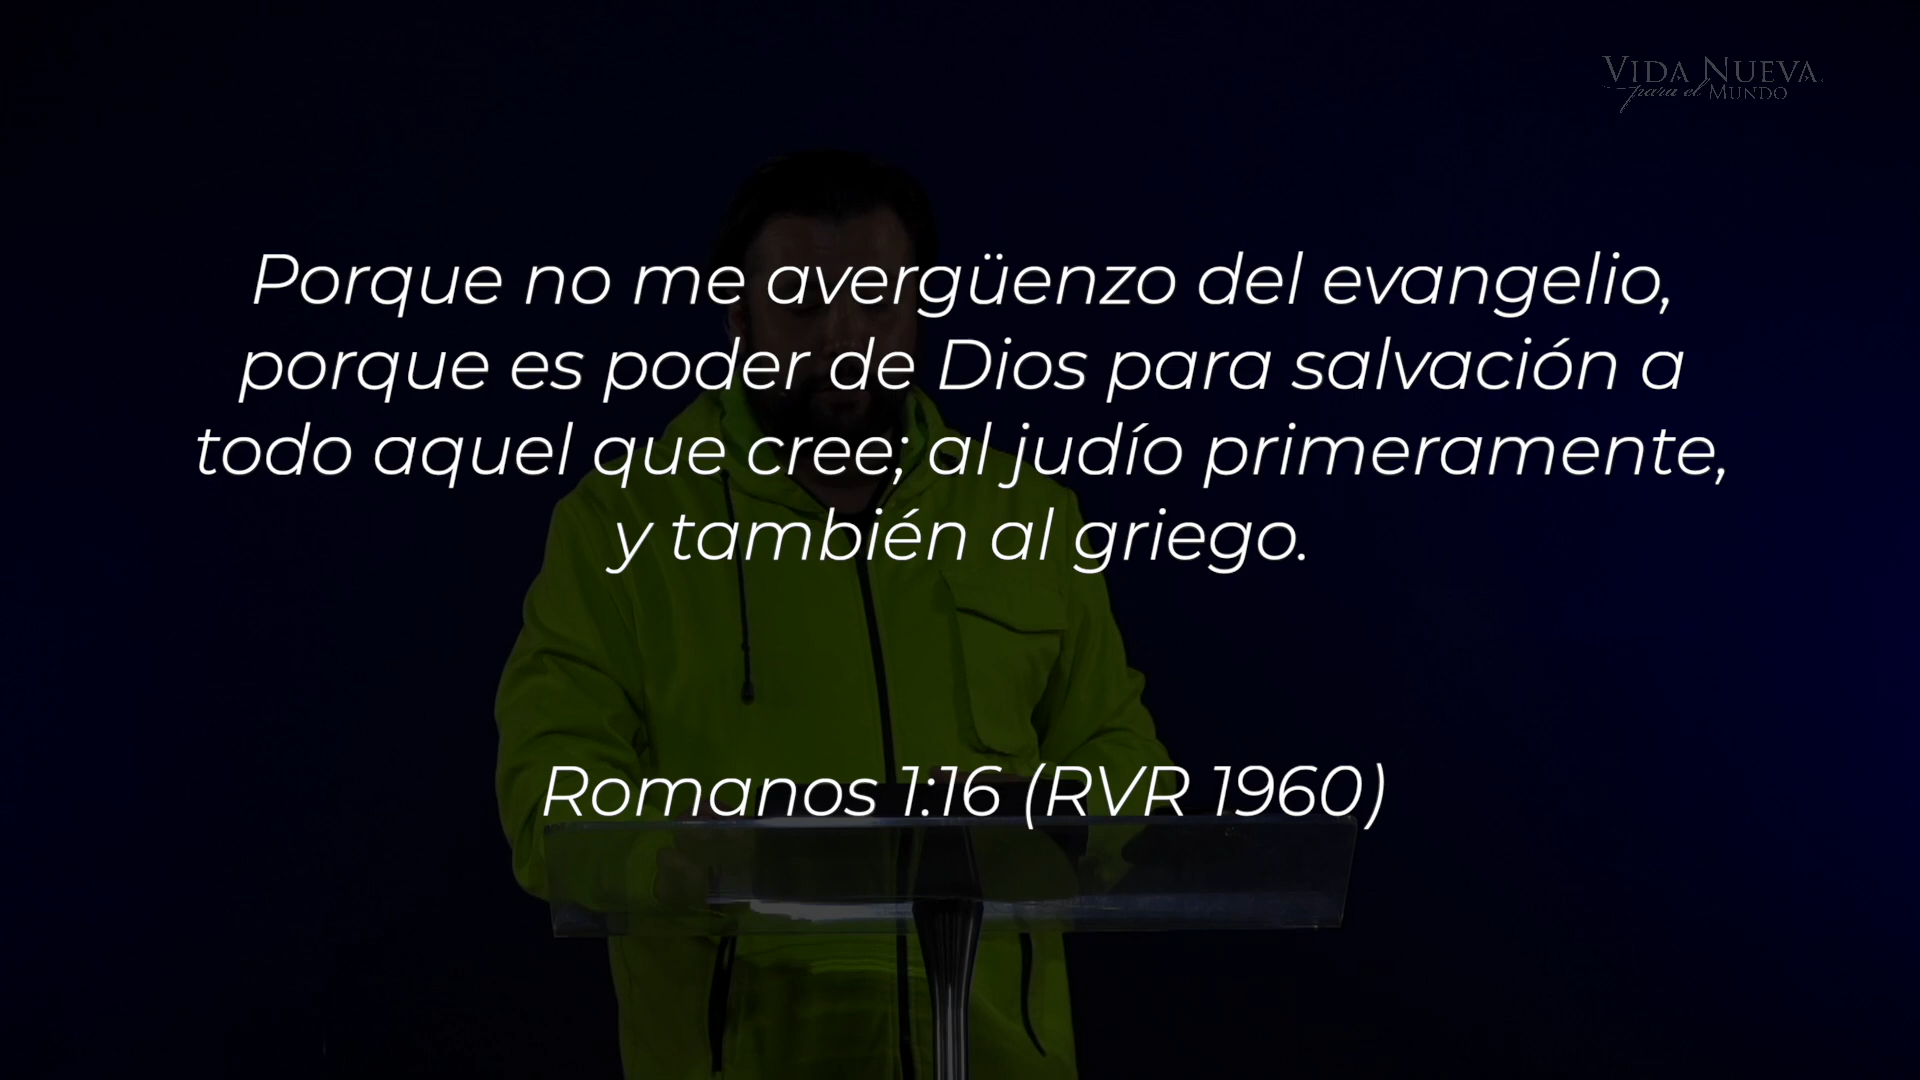 VIDA NUEVA
para el MUNDO
Porque no me avergüenzo del evangelio,
porque es poder de Dios para salvación a
todo aquel que cree; al judío primeramente,
y también al griego.
Romanos 1:16 (RVR 1960)